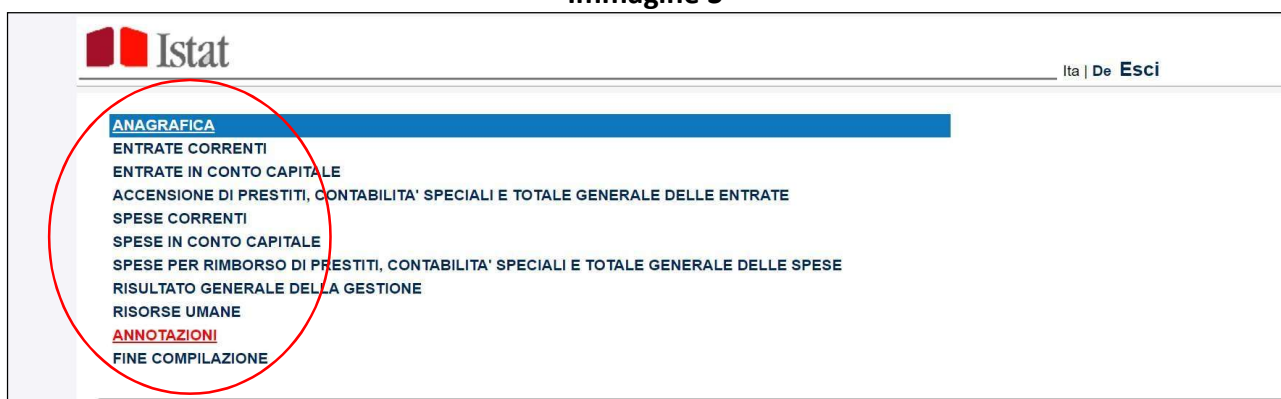 Istat
Ita | De Esci
ANAGRAFICA
ENTRATE CORRENTI
ENTRATE IN CONTO CAPITALE
ACCENSIONE DI PRESTITI, CONTABILITA' SPECIALI E TOTALE GENERALE DELLE ENTRATE
SPESE CORRENTI
SPESE IN CONTO CAPITALE
SPESE PER RIMBORSO DI PRESTITI, CONTABILITA' SPECIALI E TOTALE GENERALE DELLE SPESE
RISULTATO GENERALE DELLA GESTIONE
RISORSE UMANE
ANNOTAZIONI
FINE COMPILAZIONE